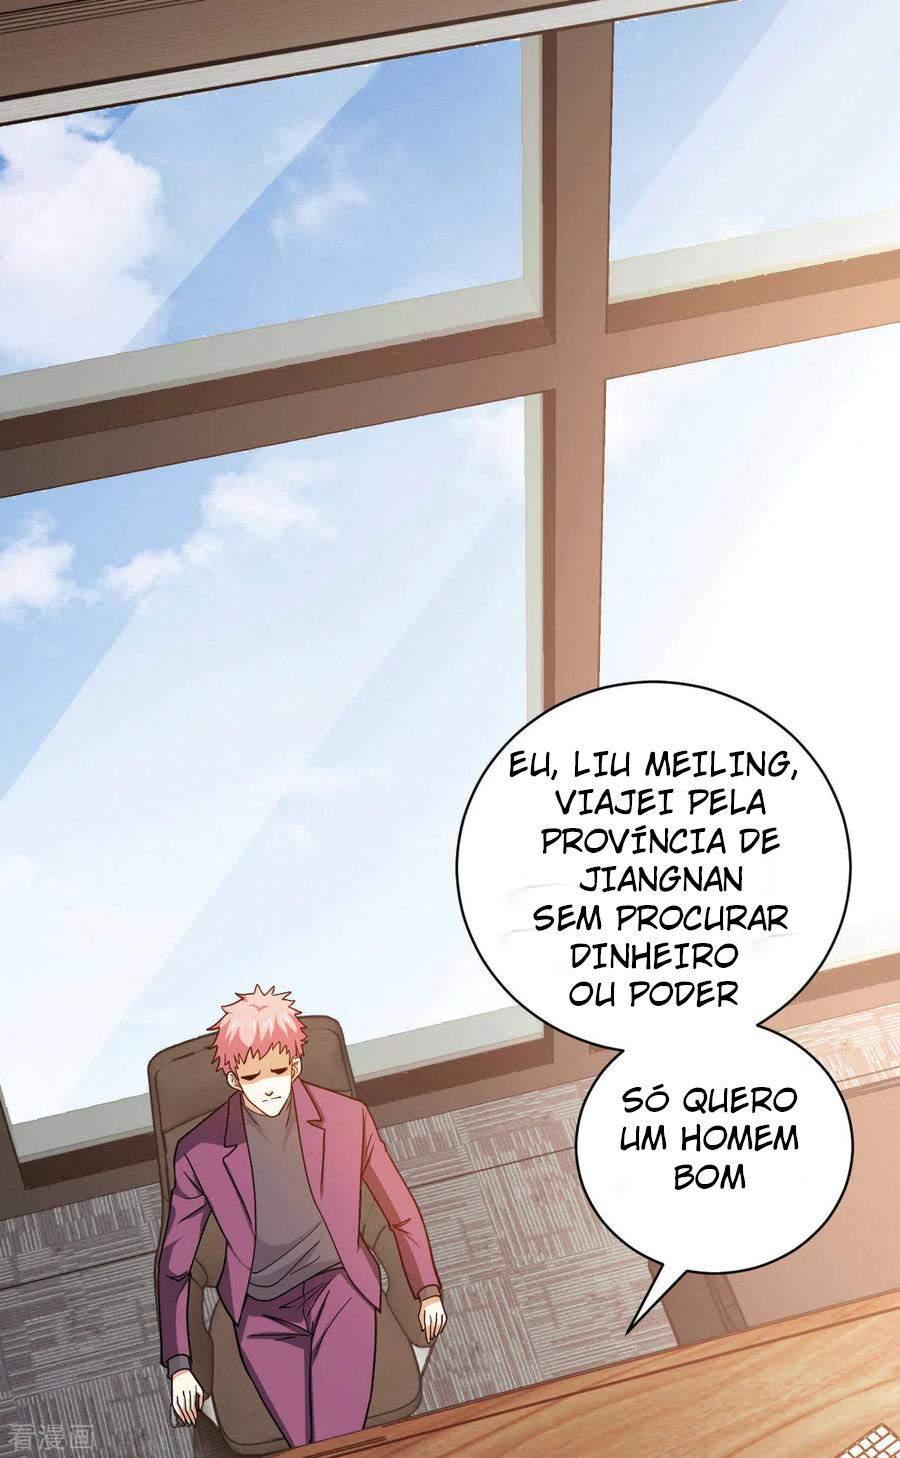 EU, LIU MEILING,
VIAJEI PELA
PROVÍNCIA DE
JIANGNAN
SEM PROCURAR
DINHEIRO
OU PODER
SÓ QUERO
UM HOMEM
BOM
看漫画